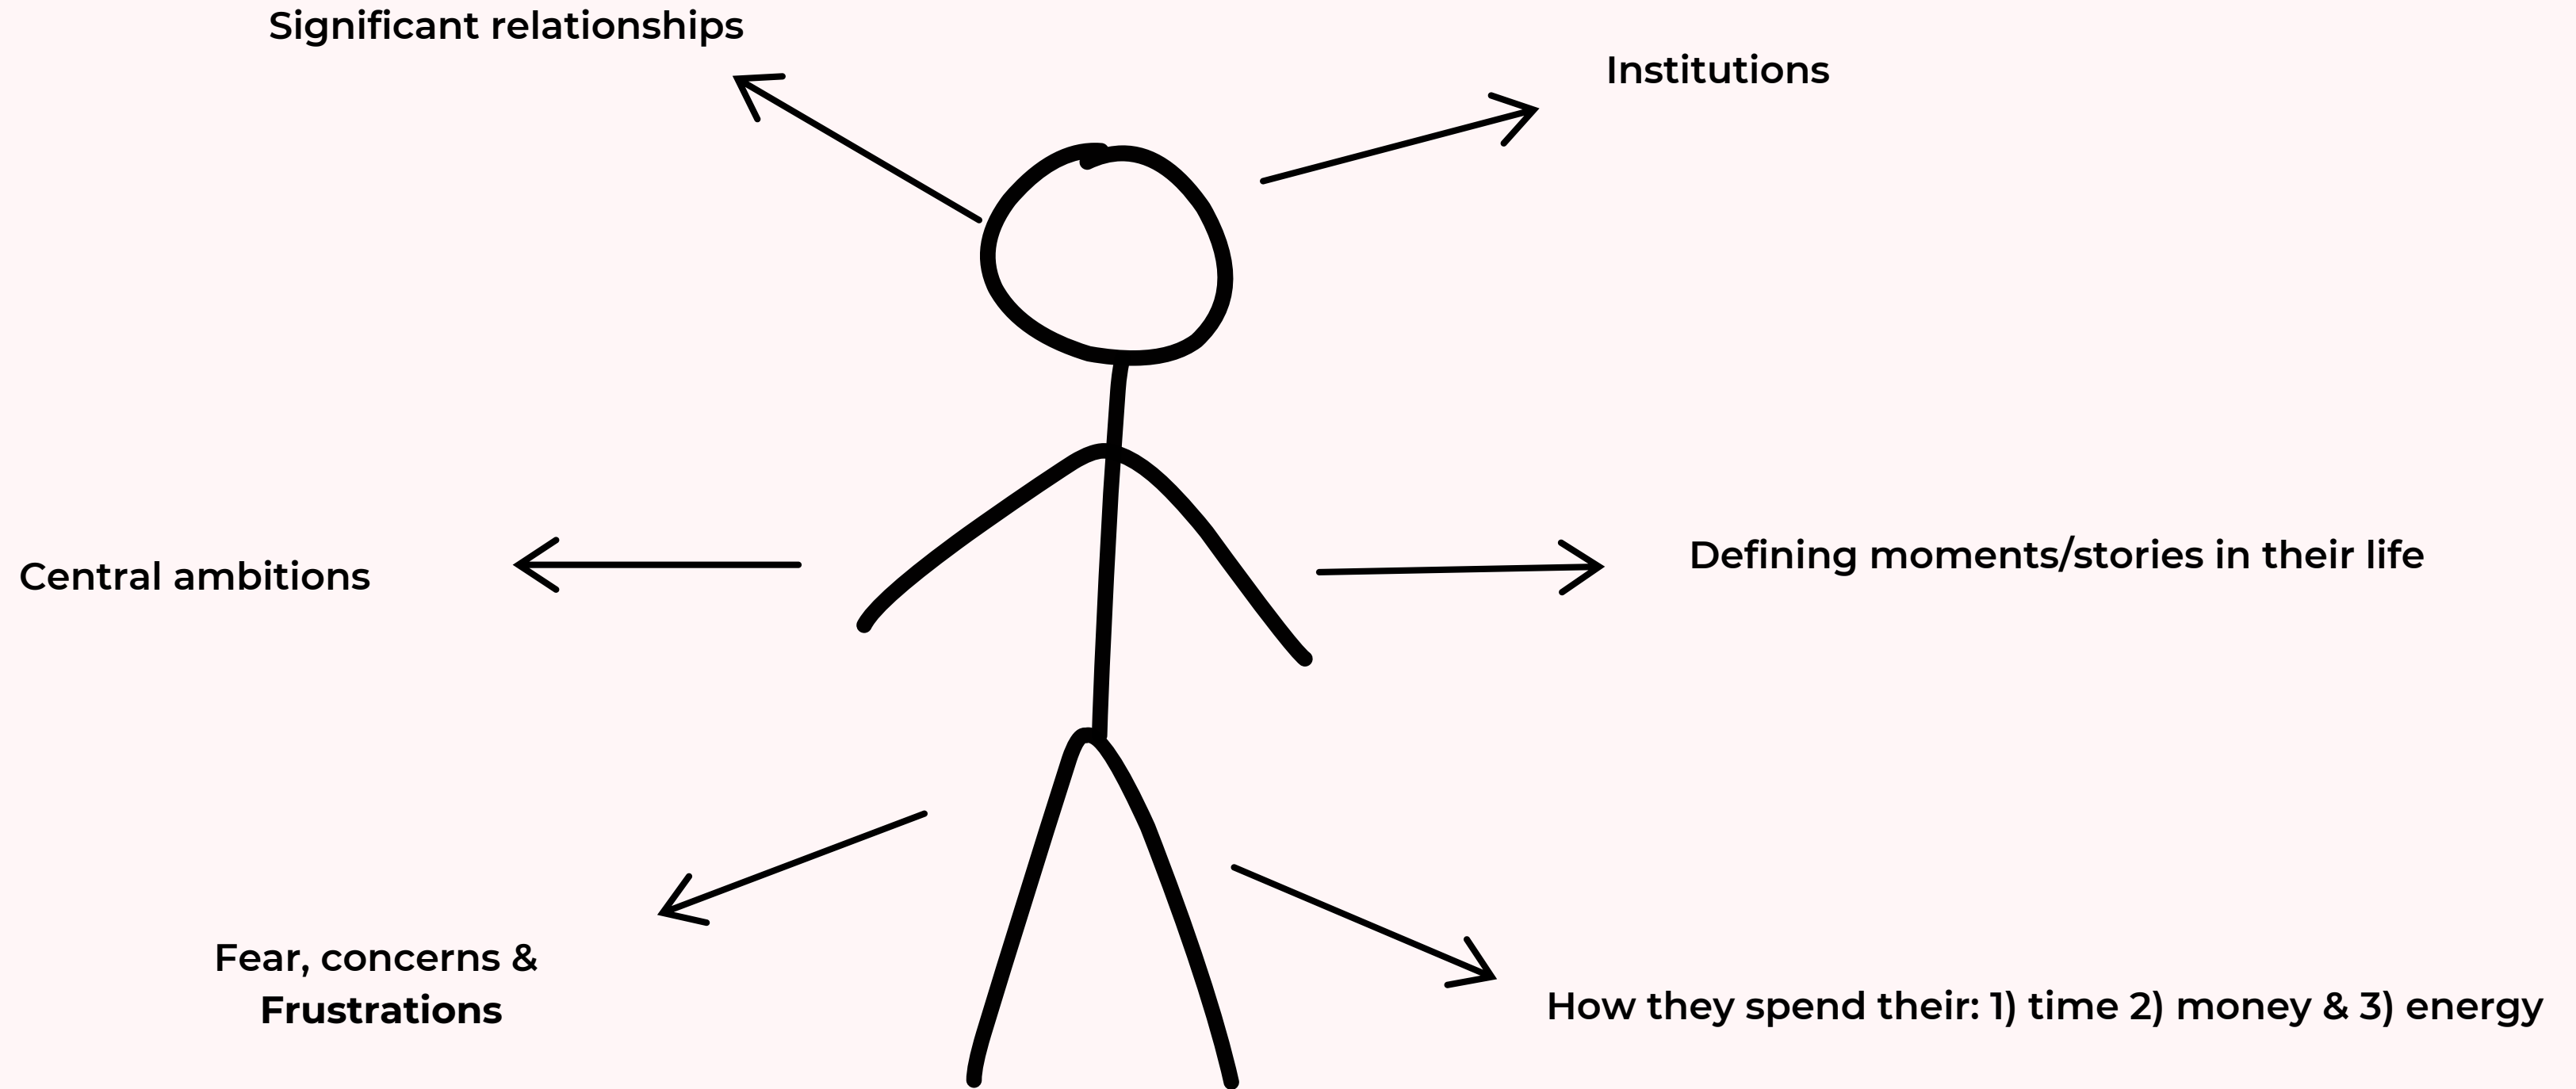 Significant relationships
Institutions
Central ambitions
Defining moments/stories in their life
Fear, concerns &
Frustrations
How they spend their: 1) time 2) money & 3) energy